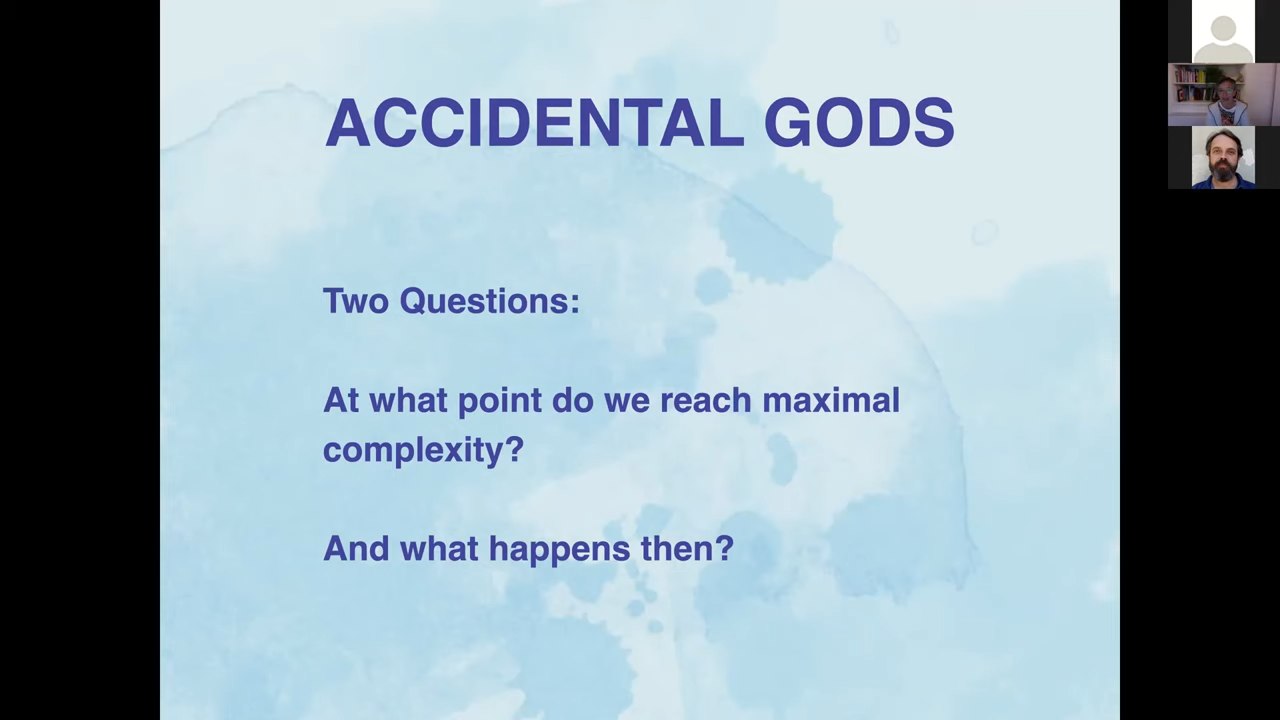 ACCIDENTAL GODS
Two Questions:
At what point do we reach maximal
complexity?
And what happens then?